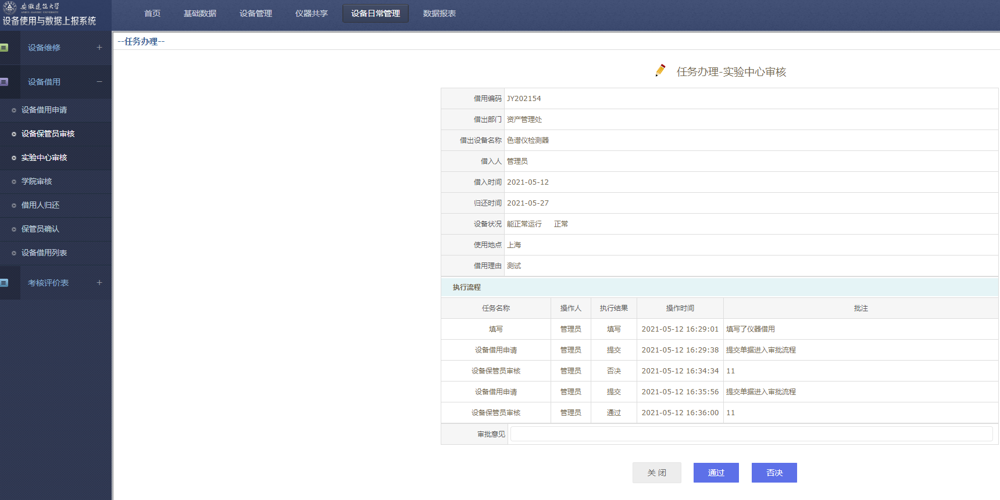 安徽建筑大学
ANHUI JIANZHU UNIVERSITY
设备使用与数据上报系统
首页 基础数据 设备管理 仪器共享 设备日常管理 数据报表
设备维修 +
设备借用 −
设备借用申请
设备保管员审核
实验中心审核
学院审核
借用人归还
保管员确认
设备借用列表
考核评价表 +
--任务办理--
任务办理-实验中心审核
借用编码 JY202154
借出部门 资产管理处
借出设备名称 色谱仪检测器
借入人 管理员
借入时间 2021-05-12
归还时间 2021-05-27
设备状况 能正常运行 正常
使用地点 上海
借用理由 测试
执行流程
任务名称 操作人 执行结果 操作时间 批注
填写 管理员 填写 2021-05-12 16:29:01 填写了仪器借用
设备借用申请 管理员 提交 2021-05-12 16:29:38 提交单据进入审批流程
设备保管员审核 管理员 否决 2021-05-12 16:34:34 11
设备借用申请 管理员 提交 2021-05-12 16:35:56 提交单据进入审批流程
设备保管员审核 管理员 通过 2021-05-12 16:36:00 11
审批意见
关 闭 通过 否决